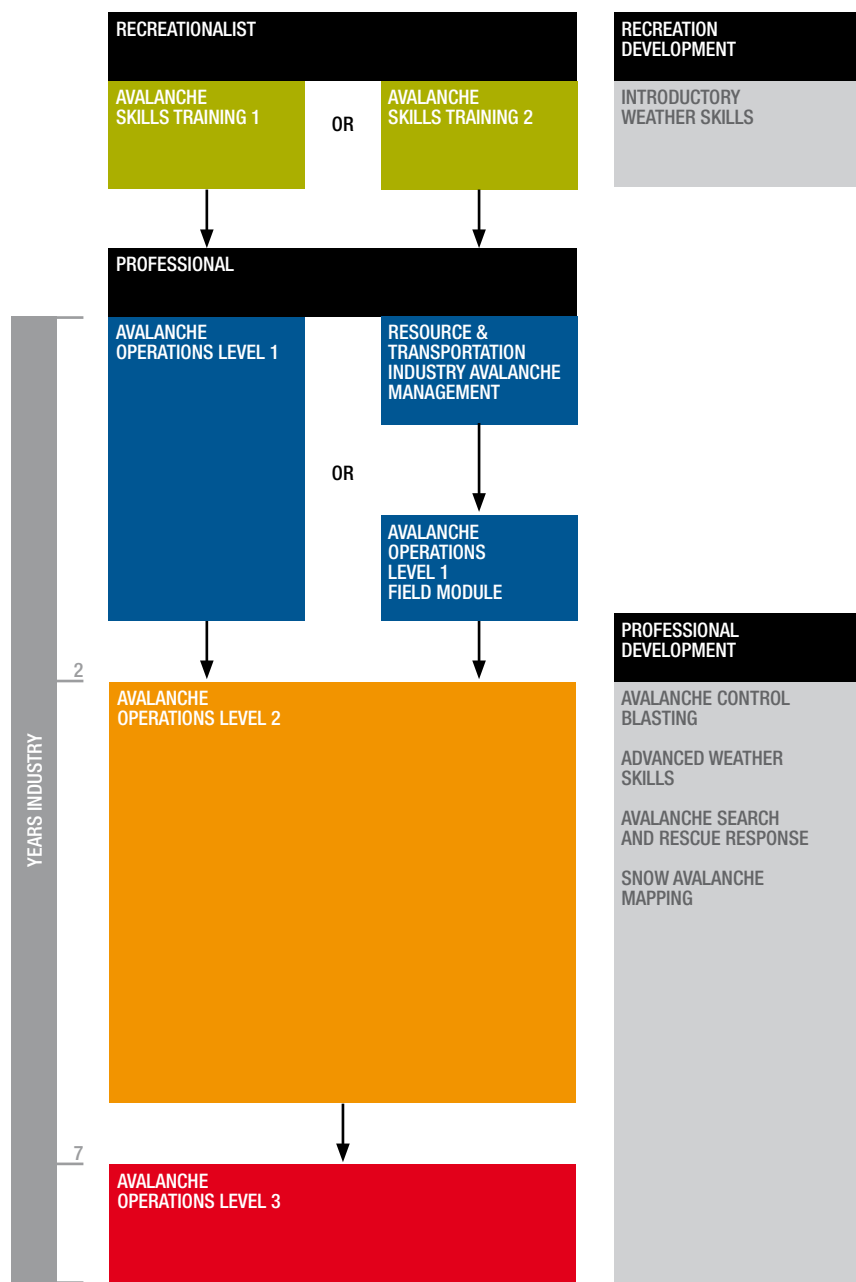 RECREATIONALIST
RECREATION
DEVELOPMENT
AVALANCHE
SKILLS TRAINING 1
OR
AVALANCHE
SKILLS TRAINING 2
INTRODUCTORY
WEATHER SKILLS
PROFESSIONAL
AVALANCHE
OPERATIONS LEVEL 1
OR
RESOURCE &
TRANSPORTATION
INDUSTRY AVALANCHE
MANAGEMENT
AVALANCHE
OPERATIONS
LEVEL 1
FIELD MODULE
PROFESSIONAL
DEVELOPMENT
AVALANCHE CONTROL
BLASTING
ADVANCED WEATHER
SKILLS
AVALANCHE SEARCH
AND RESCUE RESPONSE
SNOW AVALANCHE
MAPPING
2
AVALANCHE
OPERATIONS LEVEL 2
YEARS INDUSTRY
7
AVALANCHE
OPERATIONS LEVEL 3